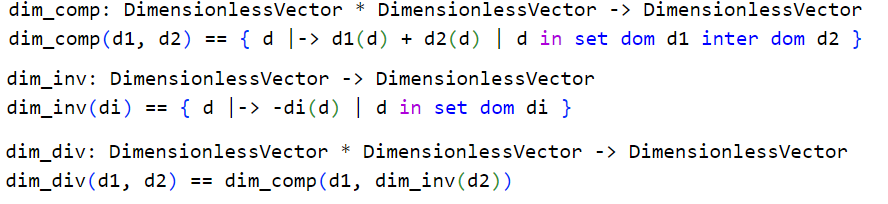 dim_comp: DimensionlessVector * DimensionlessVector -> DimensionlessVector
dim_comp(d1, d2) == { d |-> d1(d) + d2(d) | d in set dom d1 inter dom d2 }
dim_inv: DimensionlessVector -> DimensionlessVector
dim_inv(di) == { d |-> -di(d) | d in set dom di }
dim_div: DimensionlessVector * DimensionlessVector -> DimensionlessVector
dim_div(d1, d2) == dim_comp(d1, dim_inv(d2))